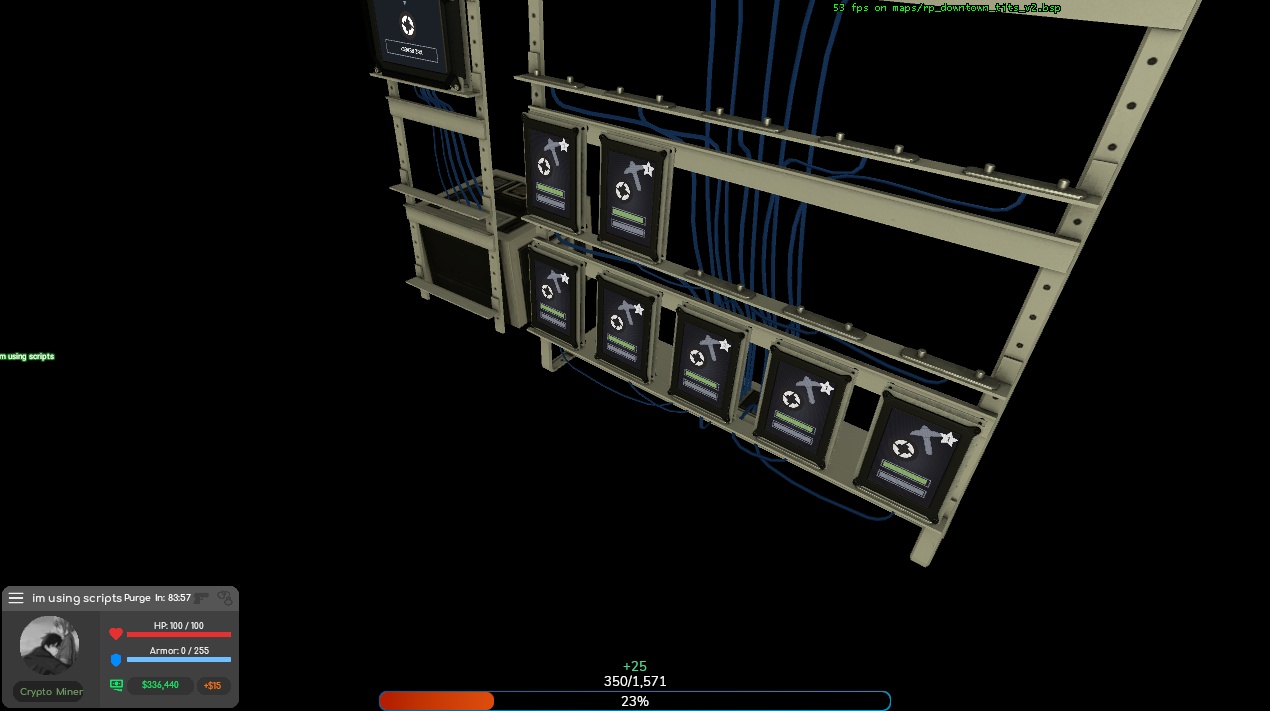 53 fps on maps/rp_downtown_tits_v2.bsp
m using scripts
im using scripts Purge In: 83:57
HP: 100 / 100
Armor: 0 / 255
Crypto Miner
$336,440
+$15
+25
350/1,571
23%